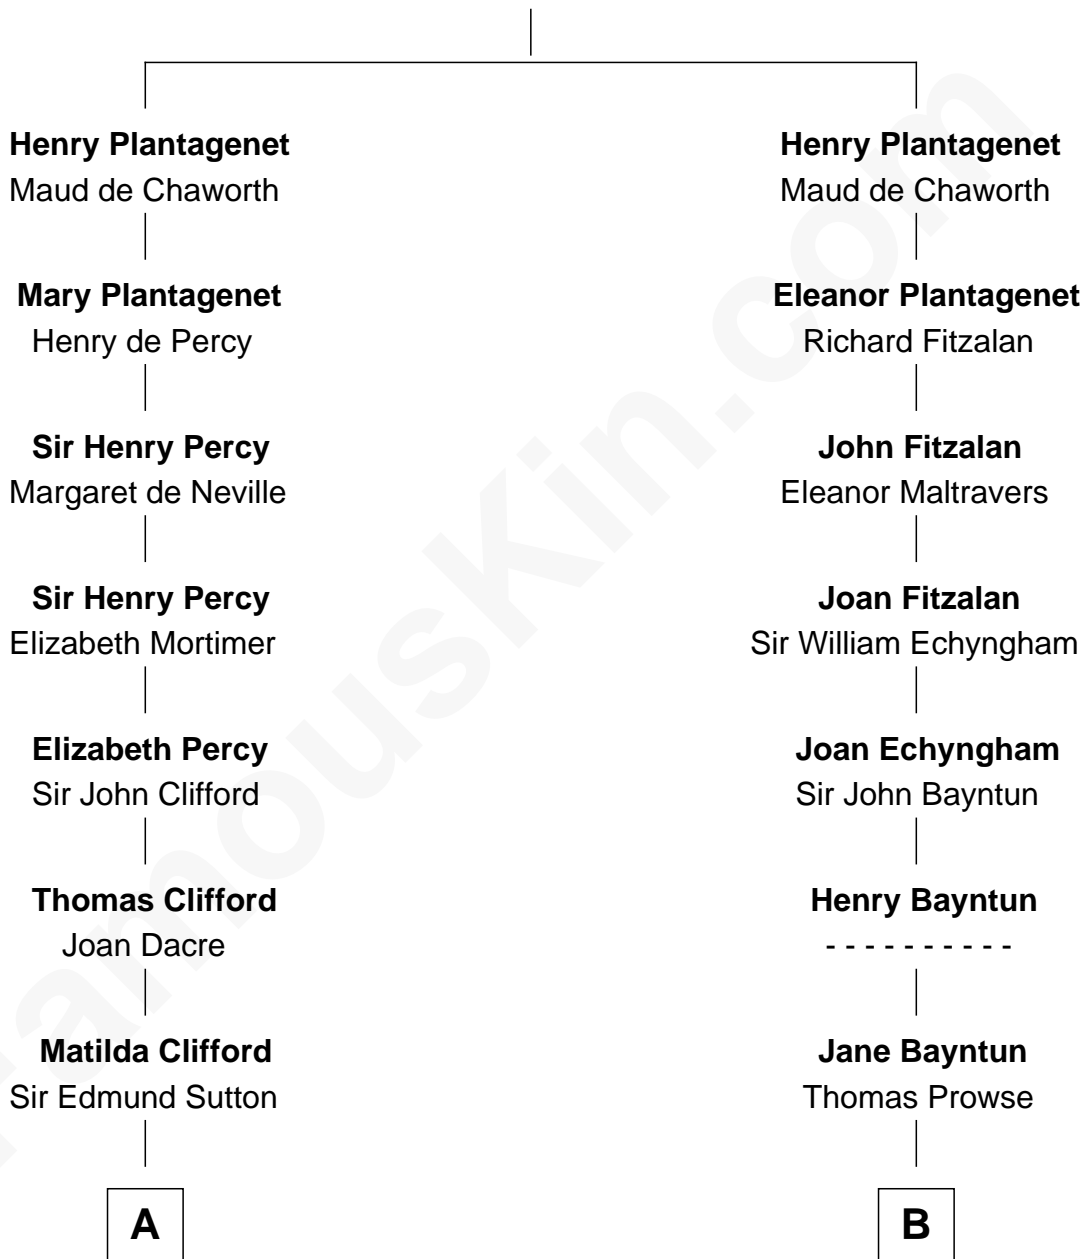 Henry Plantagenet
Maud de Chaworth
Mary Plantagenet
Henry de Percy
Sir Henry Percy
Margaret de Neville
Sir Henry Percy
Elizabeth Mortimer
Elizabeth Percy
Sir John Clifford
Thomas Clifford
Joan Dacre
Matilda Clifford
Sir Edmund Sutton
A
Henry Plantagenet
Maud de Chaworth
Eleanor Plantagenet
Richard Fitzalan
John Fitzalan
Eleanor Maltravers
Joan Fitzalan
Sir William Echyngham
Joan Echyngham
Sir John Bayntun
Henry Bayntun
- - - - - - - - - -
Jane Bayntun
Thomas Prowse
B
FamousKin.com